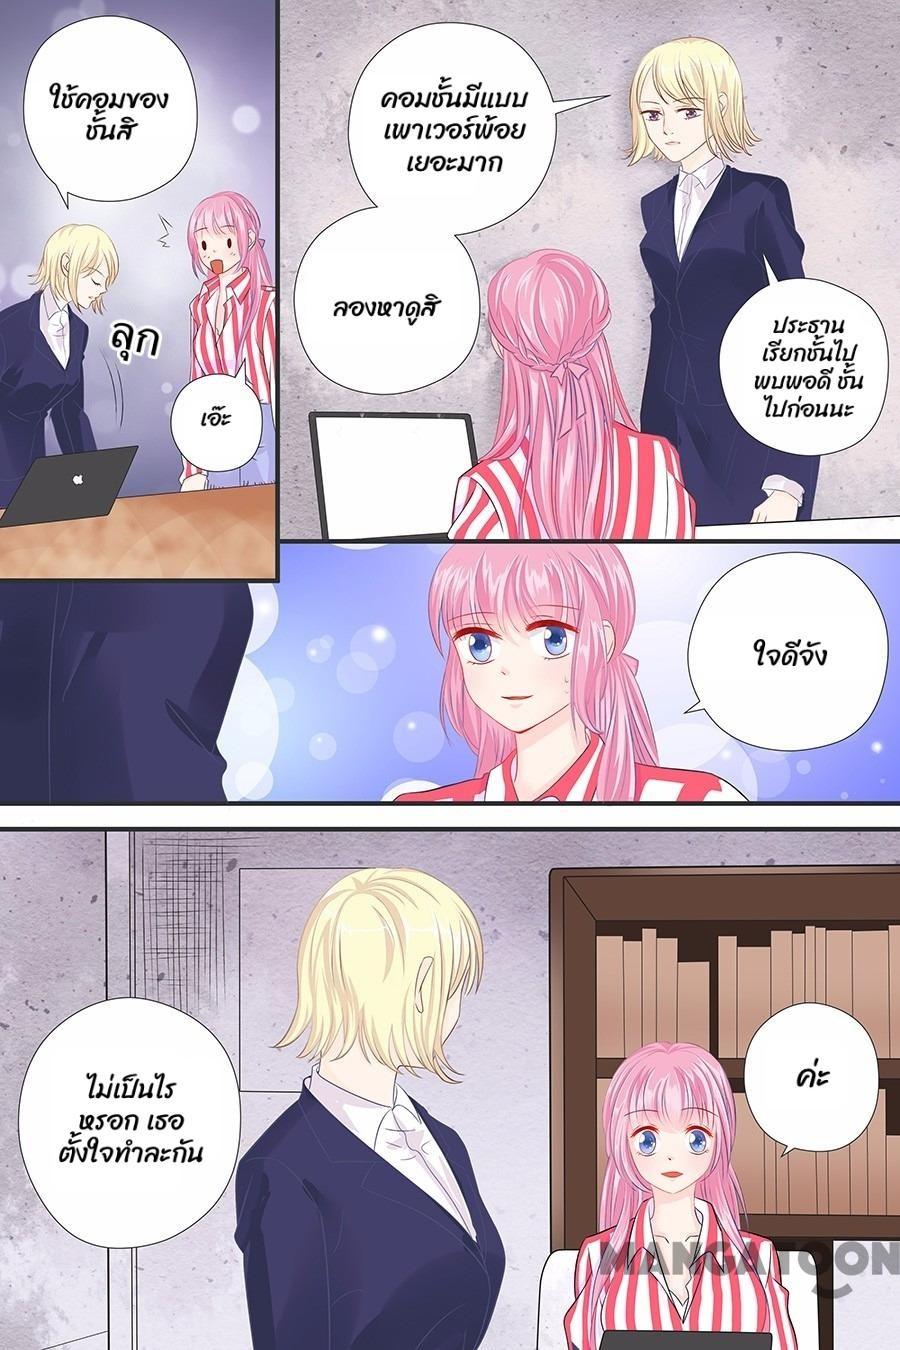 ใช้คอมของ
ชั้นสิ
ลุก
เอ๊ะ
คอมชั้นมีแบบ
เพาเวอร์พ้อย
เยอะมาก
ลองหาดูสิ
ประธาน
เรียกชั้นไป
พบพอดี ชั้น
ไปก่อนนะ
ใจดีจัง
ไม่เป็นไร
หรอก เธอ
ตั้งใจทำละกัน
ค่ะ
MANGATOON